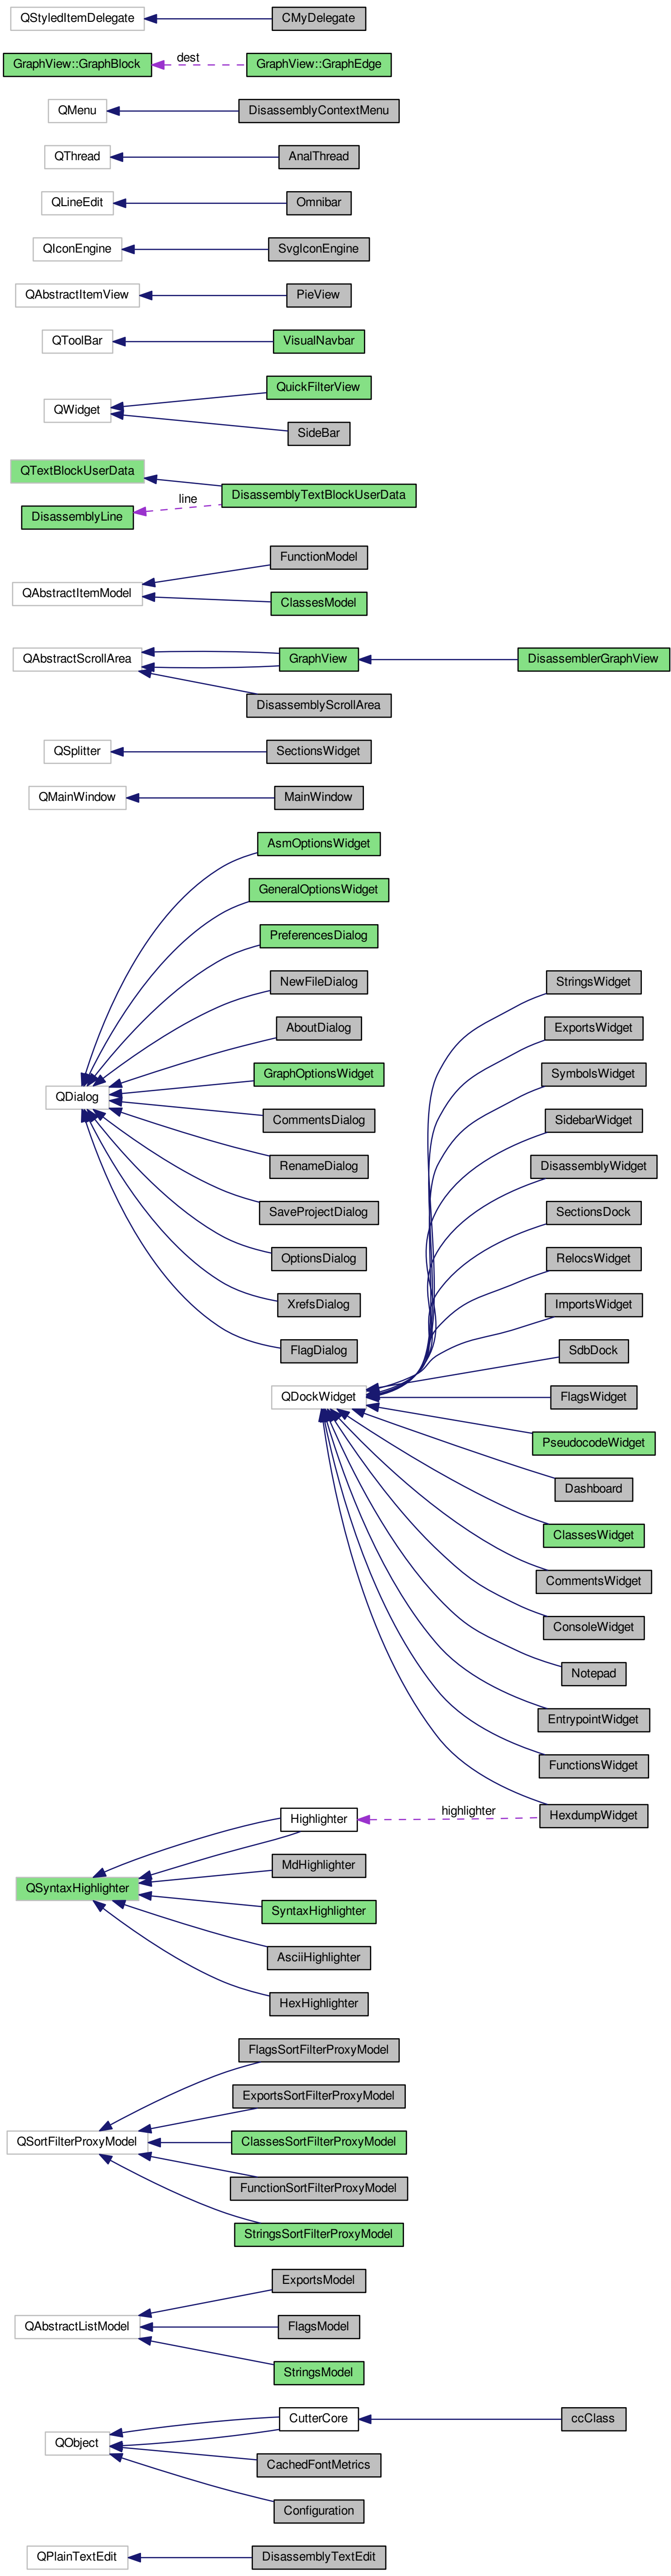 QStyledItemDelegate
CMyDelegate
GraphView::GraphBlock
dest
GraphView::GraphEdge
QMenu
DisassemblyContextMenu
QThread
AnalThread
QLineEdit
Omnibar
QIconEngine
SvgIconEngine
QAbstractItemView
PieView
QToolBar
VisualNavbar
QWidget
QuickFilterView
SideBar
QTextBlockUserData
DisassemblyLine
line
DisassemblyTextBlockUserData
QAbstractItemModel
FunctionModel
ClassesModel
QAbstractScrollArea
GraphView
DisassemblerGraphView
DisassemblyScrollArea
QSplitter
SectionsWidget
QMainWindow
MainWindow
QDialog
AsmOptionsWidget
GeneralOptionsWidget
PreferencesDialog
NewFileDialog
AboutDialog
GraphOptionsWidget
CommentsDialog
RenameDialog
SaveProjectDialog
OptionsDialog
XrefsDialog
FlagDialog
QDockWidget
StringsWidget
ExportsWidget
SymbolsWidget
SidebarWidget
DisassemblyWidget
SectionsDock
RelocsWidget
ImportsWidget
SdbDock
FlagsWidget
PseudocodeWidget
Dashboard
ClassesWidget
CommentsWidget
ConsoleWidget
Notepad
EntrypointWidget
FunctionsWidget
HexdumpWidget
highlighter
Highlighter
QSyntaxHighlighter
MdHighlighter
SyntaxHighlighter
AsciiHighlighter
HexHighlighter
QSortFilterProxyModel
FlagsSortFilterProxyModel
ExportsSortFilterProxyModel
ClassesSortFilterProxyModel
FunctionSortFilterProxyModel
StringsSortFilterProxyModel
QAbstractListModel
ExportsModel
FlagsModel
StringsModel
QObject
CutterCore
ccClass
CachedFontMetrics
Configuration
QPlainTextEdit
DisassemblyTextEdit